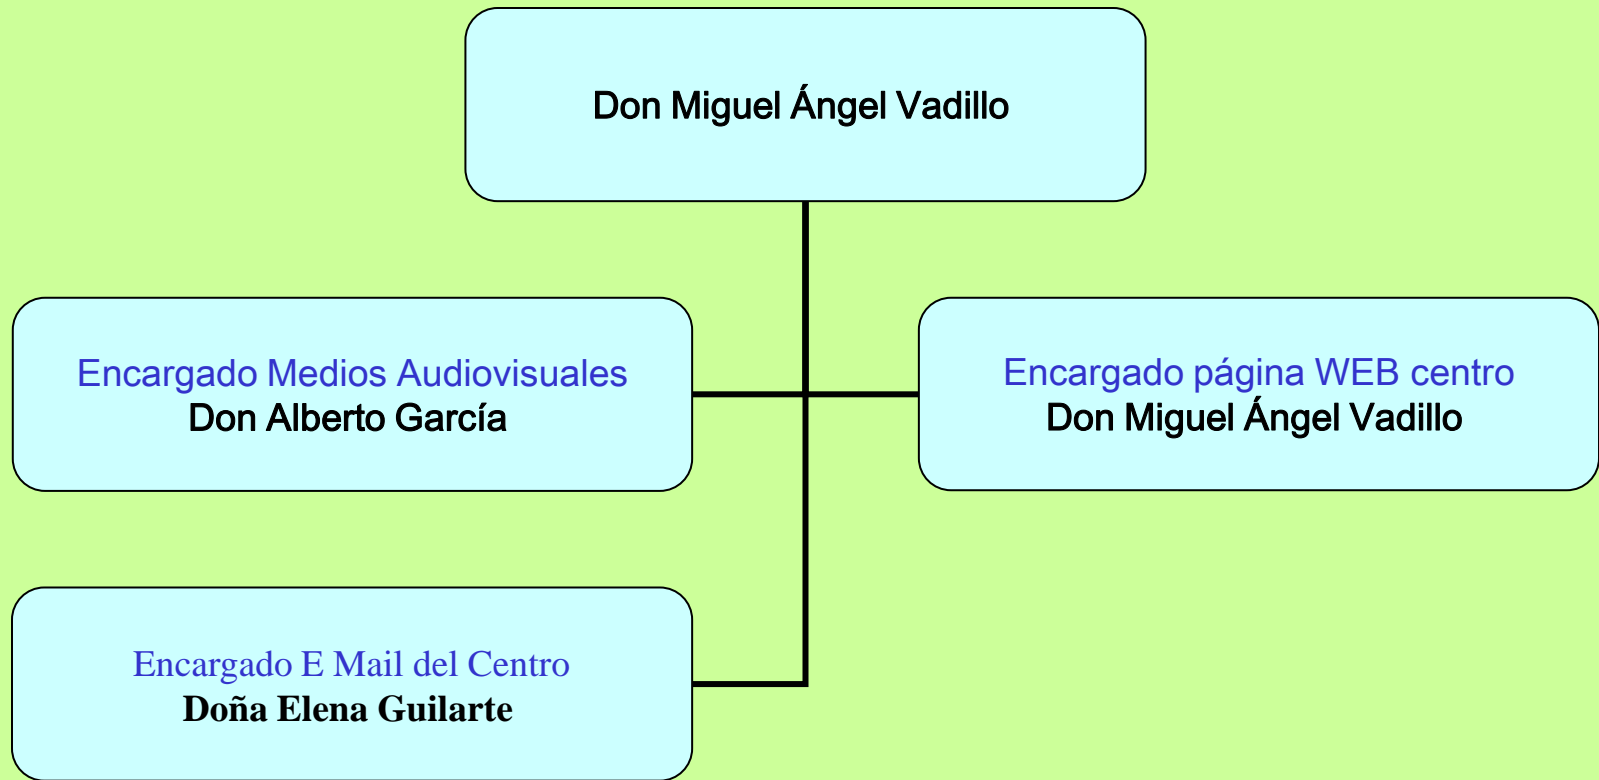 Don Miguel Ángel Vadillo
Encargado Medios Audiovisuales
Don Alberto García
Encargado página WEB centro
Don Miguel Ángel Vadillo
Encargado E Mail del Centro
Doña Elena Guilarte